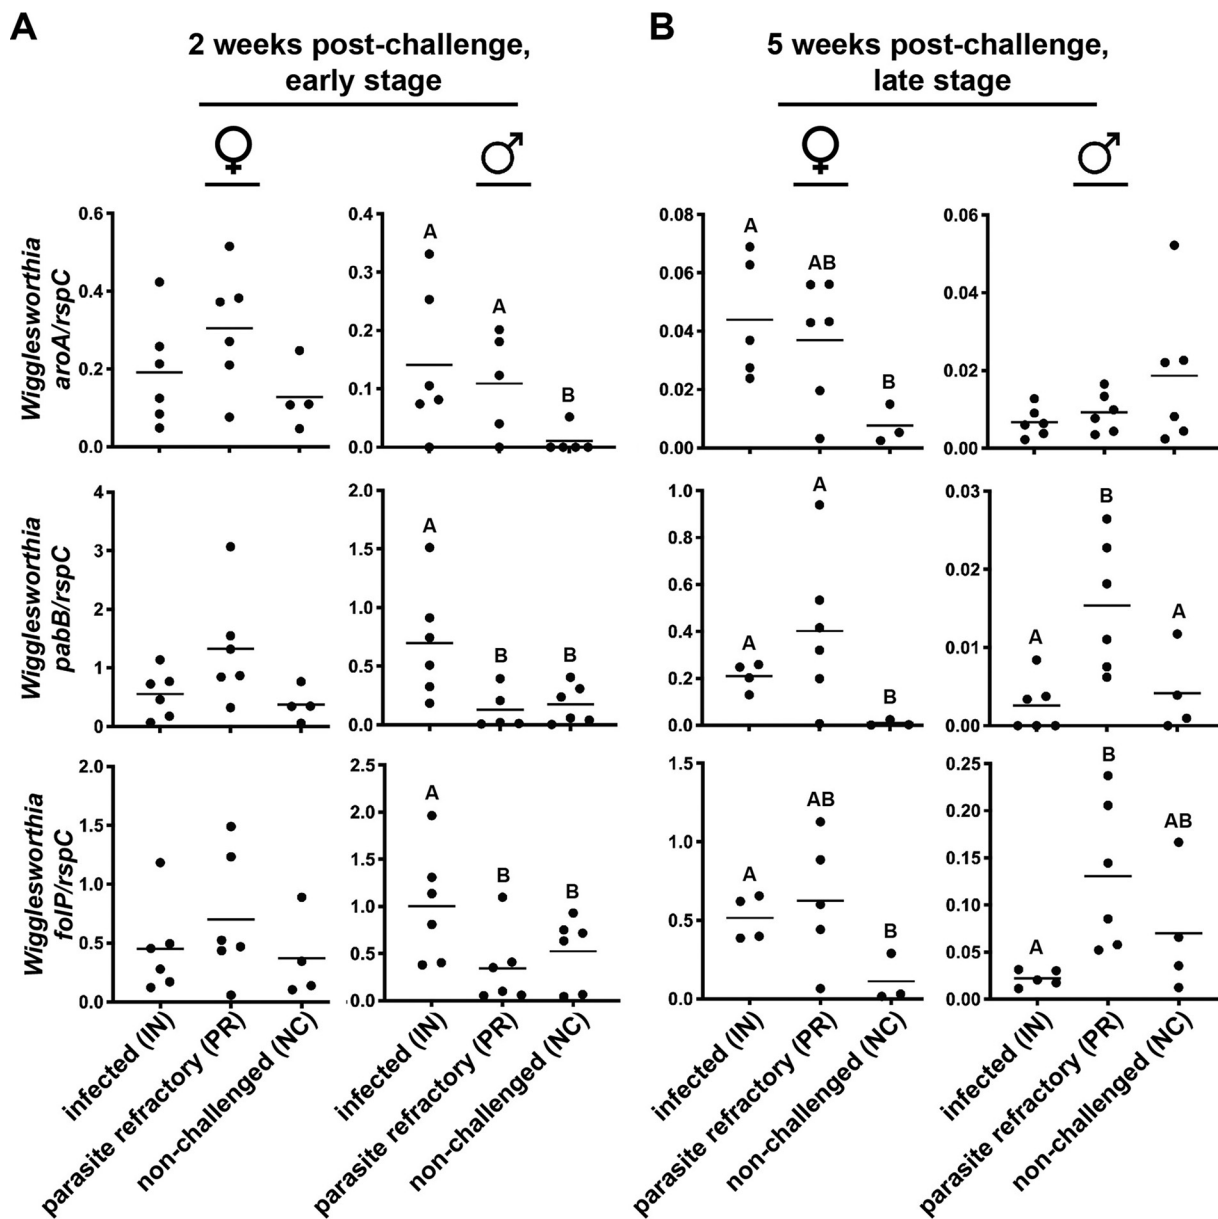 A
2 weeks post-challenge,
early stage
B
5 weeks post-challenge,
late stage
♀
♂
♀
♂
Wigglesworthia
aroA/rspC
0.6
0.4
0.2
0.0
0.4
0.3
0.2
0.1
0.0
A
A
B
0.08
0.06
0.04
0.02
0.00
A
AB
B
0.06
0.04
0.02
0.00
Wigglesworthia
pabB/rspC
4
3
2
1
0
2.0
1.5
1.0
0.5
0.0
A
B
B
1.0
0.8
0.6
0.4
0.2
0.0
A
A
B
0.03
0.02
0.01
0.00
A
B
A
Wigglesworthia
folP/rspC
2.0
1.5
1.0
0.5
0.0
2.5
2.0
1.5
1.0
0.5
0.0
A
B
B
1.5
1.0
0.5
0.0
A
AB
B
0.25
0.20
0.15
0.10
0.05
0.00
A
B
AB
infected (IN)
parasite refractory (PR)
non-challenged (NC)
infected (IN)
parasite refractory (PR)
non-challenged (NC)
infected (IN)
parasite refractory (PR)
non-challenged (NC)
infected (IN)
parasite refractory (PR)
non-challenged (NC)